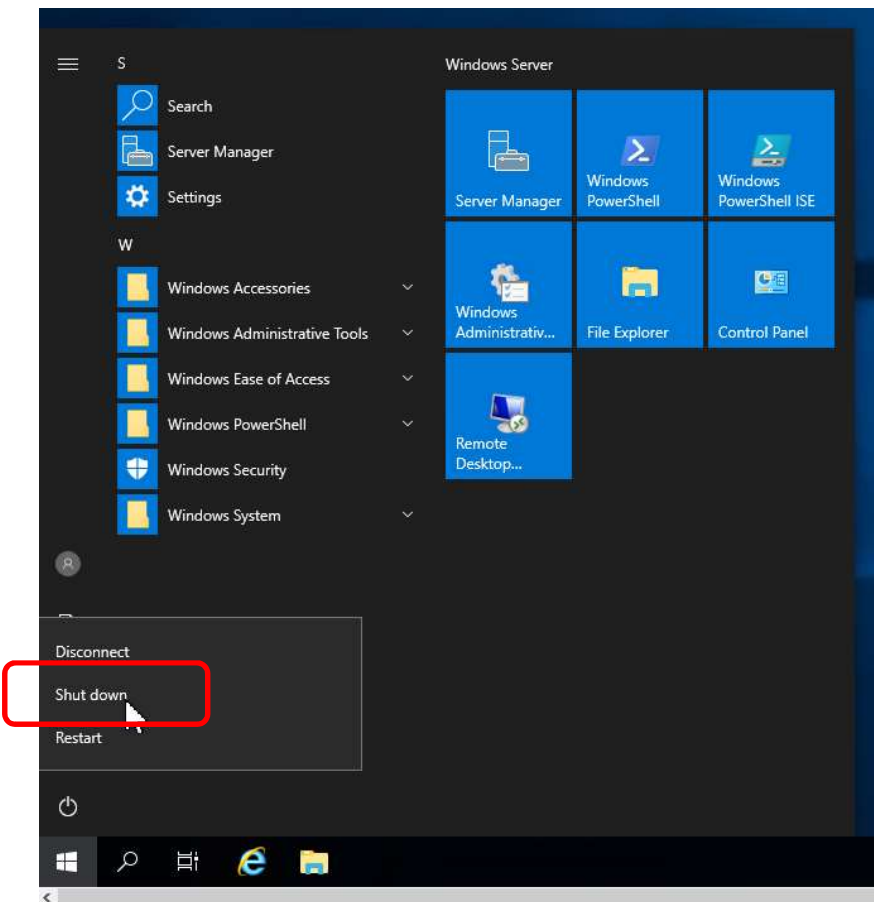 S
Search
Server Manager
Settings
W
Windows Accessories
Windows Administrative Tools
Windows Ease of Access
Windows PowerShell
Windows Security
Windows System
Windows Server
Server Manager
Windows
PowerShell
Windows
PowerShell ISE
Windows
Administrativ...
File Explorer
Control Panel
Remote
Desktop...
Disconnect
Shut down
Restart